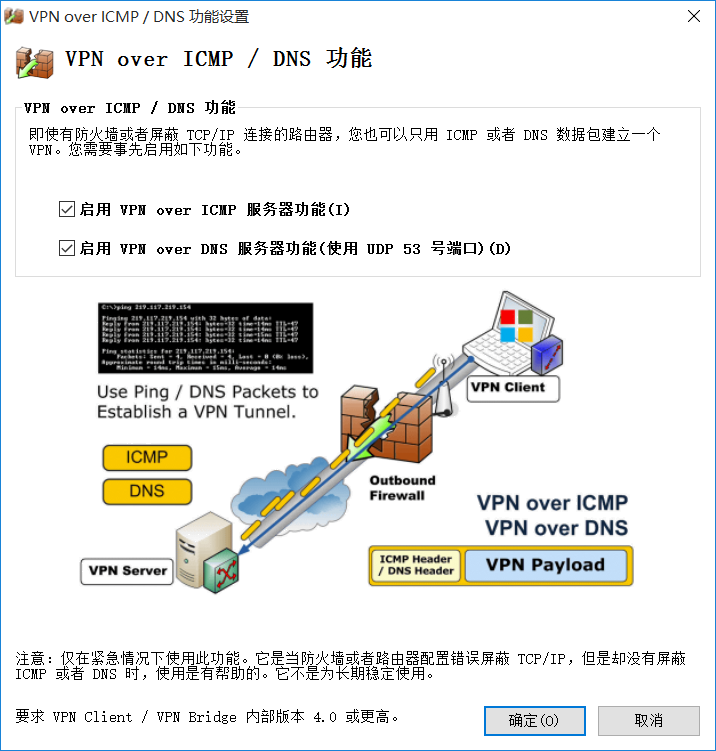 VPN over ICMP / DNS 功能设置
VPN over ICMP / DNS 功能
VPN over ICMP / DNS 功能
即使有防火墙或者屏蔽 TCP/IP 连接的路由器，您也可以只用 ICMP 或者 DNS 数据包建立一个
VPN。您需要事先启用如下功能。
启用 VPN over ICMP 服务器功能(I)
启用 VPN over DNS 服务器功能(使用 UDP 53 号端口)(D)
C:\>ping 219.117.219.154
Pinging 219.117.219.154 with 32 bytes of data:
Reply from 219.117.219.154: bytes=32 time=14ms TTL=47
Reply from 219.117.219.154: bytes=32 time=14ms TTL=47
Reply from 219.117.219.154: bytes=32 time=15ms TTL=47
Reply from 219.117.219.154: bytes=32 time=14ms TTL=47
Ping statistics for 219.117.219.154:
Packets: Sent = 4, Received = 4, Lost = 0 (0% loss),
Approximate round trip times in milli-seconds:
Minimum = 14ms, Maximum = 15ms, Average = 14ms
Use Ping / DNS Packets to
Establish a VPN Tunnel.
VPN Client
ICMP
DNS
Outbound
Firewall
VPN over ICMP
VPN over DNS
VPN Server
ICMP Header
/ DNS Header
VPN Payload
注意：仅在紧急情况下使用此功能。它是当防火墙或者路由器配置错误屏蔽 TCP/IP，但是却没有屏蔽
ICMP 或者 DNS 时，使用是有帮助的。它不是为长期稳定使用。
要求 VPN Client / VPN Bridge 内部版本 4.0 或更高。
确定(O)
取消